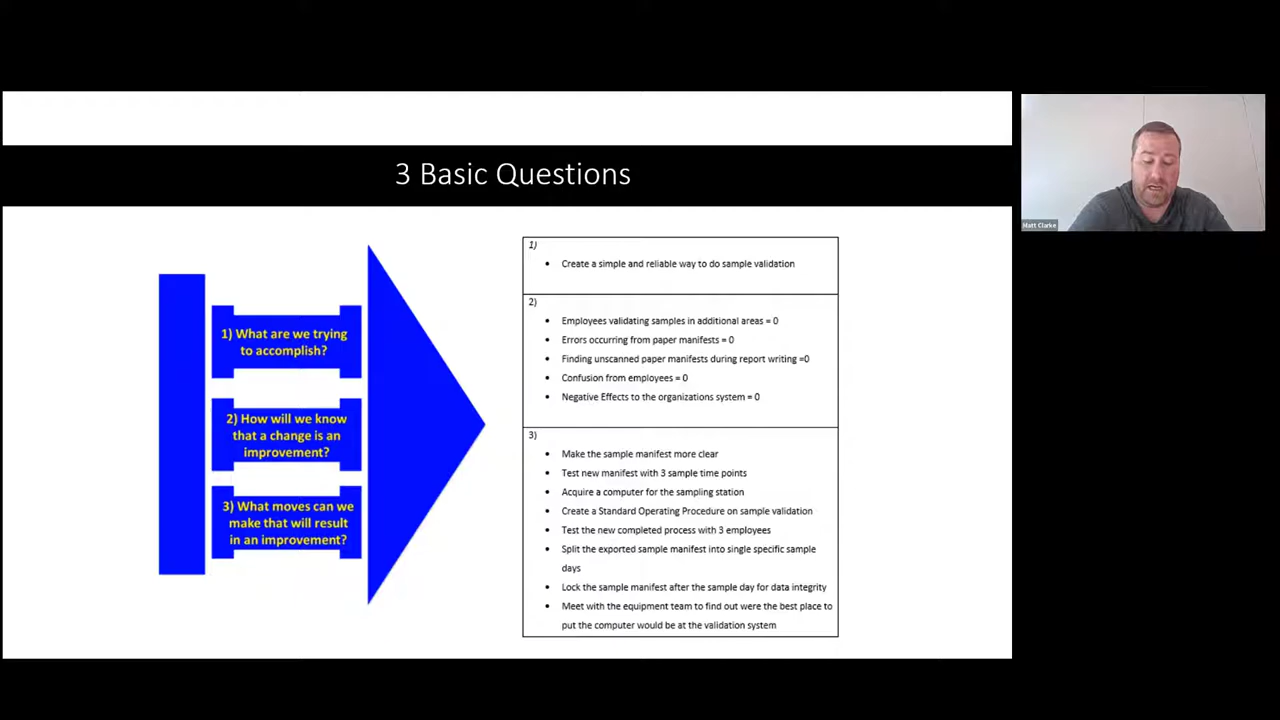 3 Basic Questions
Matt Clarke
1) What are we trying
to accomplish?
2) How will we know
that a change is an
improvement?
3) What moves can we
make that will result
in an improvement?
1)
• Create a simple and reliable way to do sample validation
2)
• Employees validating samples in additional areas = 0
• Errors occurring from paper manifests = 0
• Finding unscanned paper manifests during report writing =0
• Confusion from employees = 0
• Negative Effects to the organizations system = 0
3)
• Make the sample manifest more clear
• Test new manifest with 3 sample time points
• Acquire a computer for the sampling station
• Create a Standard Operating Procedure on sample validation
• Test the new completed process with 3 employees
• Split the exported sample manifest into single specific sample
days
• Lock the sample manifest after the sample day for data integrity
• Meet with the equipment team to find out were the best place to
put the computer would be at the validation system